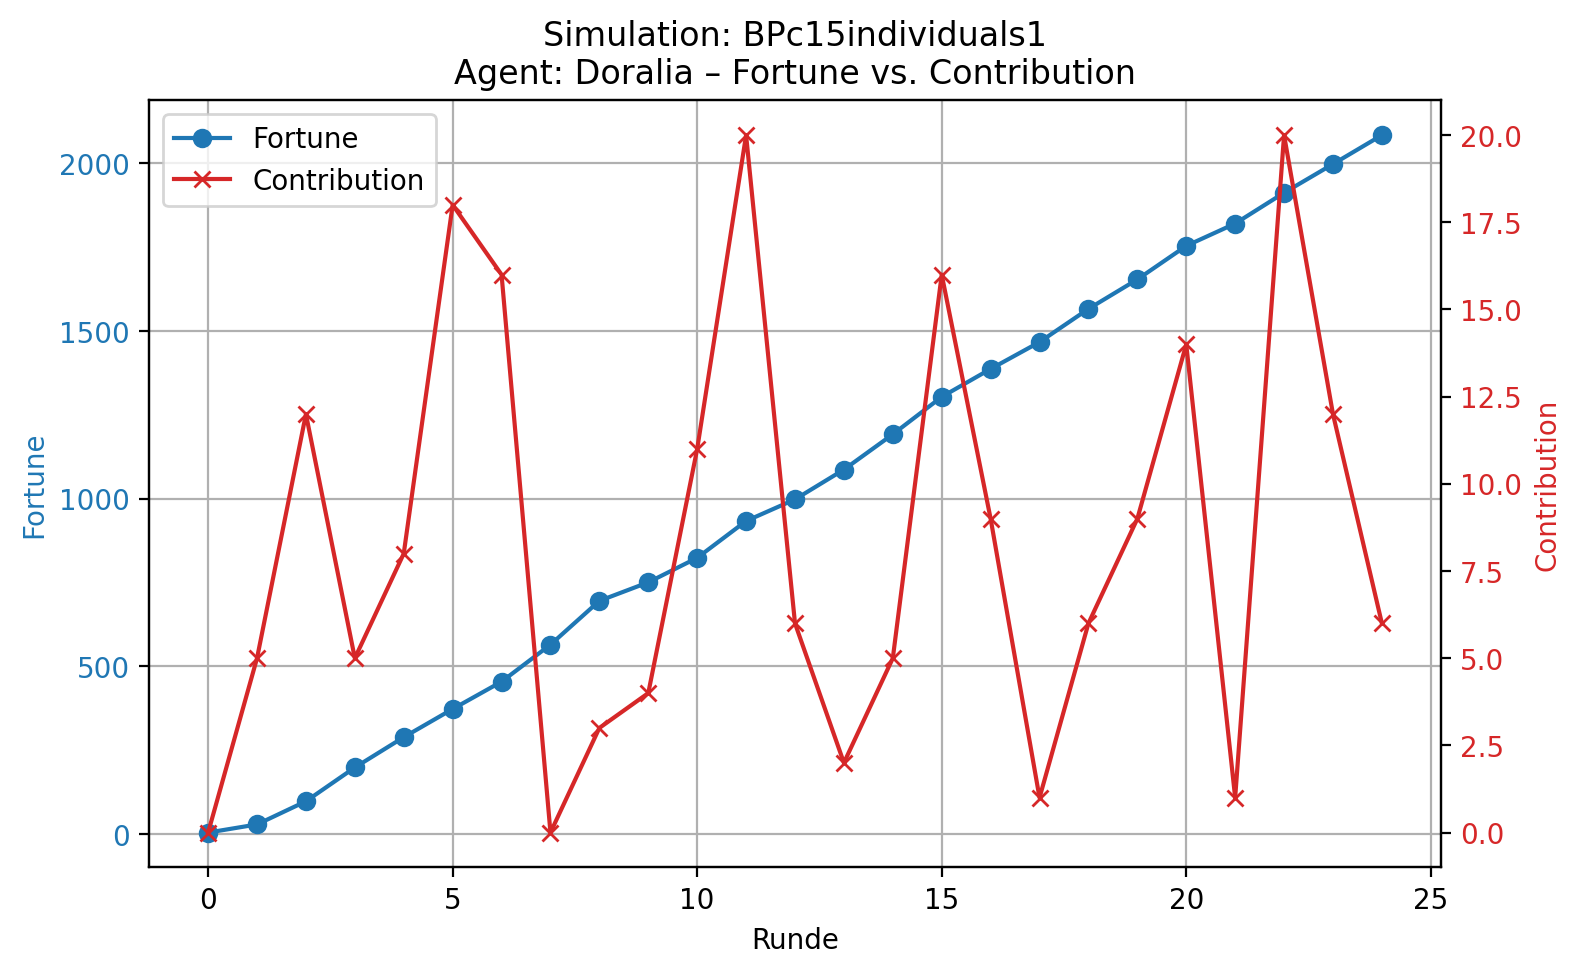 Simulation: BPc15individuals1
Agent: Doralia – Fortune vs. Contribution
Fortune
Contribution
2000
1500
1000
500
0
Fortune
20.0
17.5
15.0
12.5
10.0
7.5
5.0
2.5
0.0
Contribution
0 5 10 15 20 25
Runde